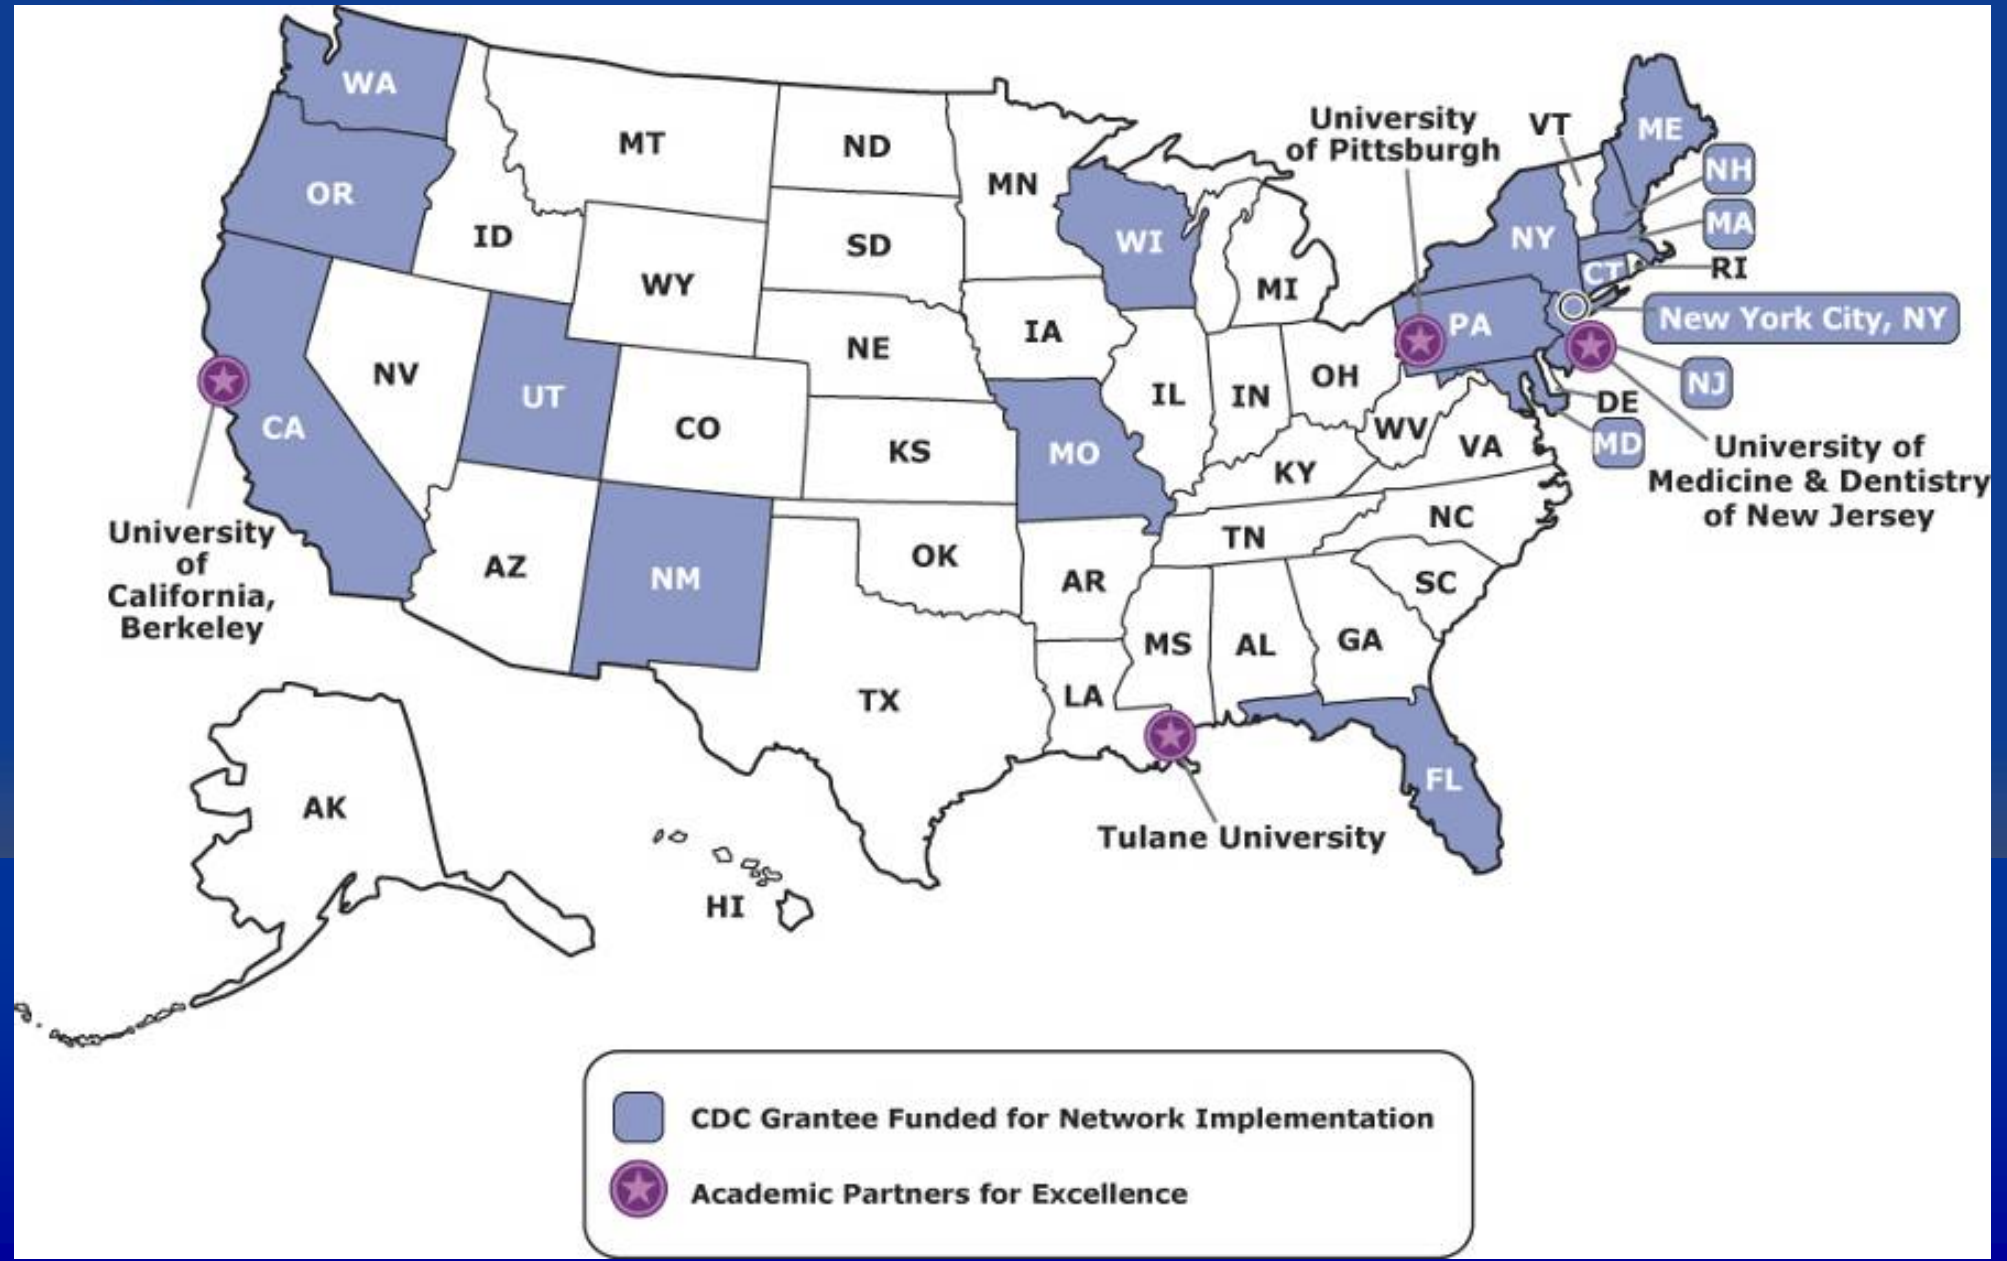 WA
OR
CA
ID
NV
UT
AZ
MT
WY
CO
NM
ND
SD
NE
KS
OK
TX
MN
IA
MO
AR
LA
WI
IL
MI
IN
OH
KY
TN
MS
AL
GA
FL
SC
NC
VA
WV
PA
NY
VT
ME
NH
MA
RI
CT
New York City, NY
NJ
DE
MD
AK
HI
University
of Pittsburgh
University of
Medicine & Dentistry
of New Jersey
University
of
California,
Berkeley
Tulane University
CDC Grantee Funded for Network Implementation
Academic Partners for Excellence